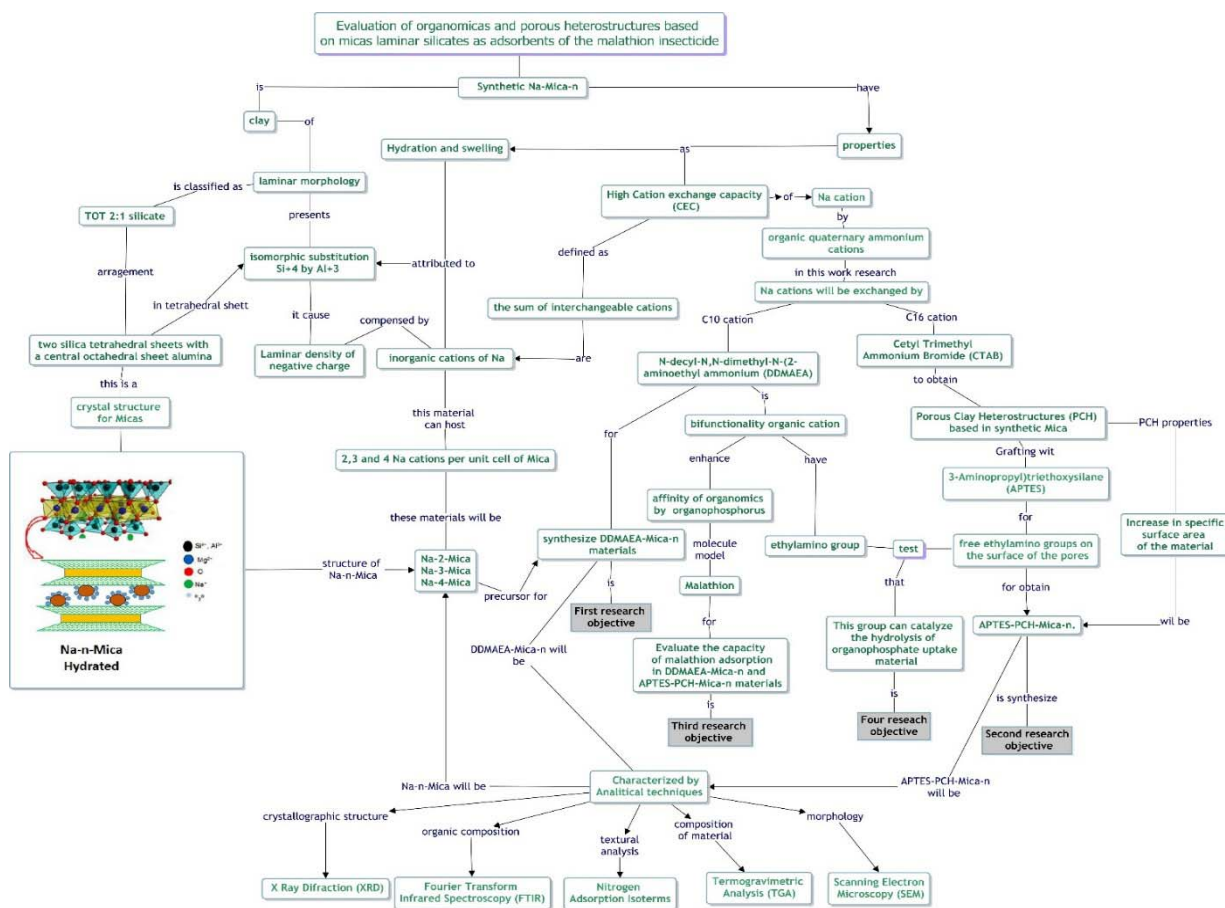 Evaluation of organomicas and porous heterostructures based
on micas laminar silicates as adsorbents of the malathion insecticide
is
Synthetic Na-Mica-n
have
clay
of
Hydration and swelling
as
properties
is classified as
laminar morphology
High Cation exchange capacity
(CEC)
of
Na cation
TOT 2:1 silicate
presents
by
organic quaternary ammonium
cations
arragement
isomorphic substitution
Si+4 by Al+3
attributed to
defined as
in this work research
Na cations will be exchanged by
in tetrahedral shett
the sum of interchangeable cations
it cause
compensed by
C10 cation
C16 cation
two silica tetrahedral sheets with
a central octahedral sheet alumina
Laminar density of
negative charge
inorganic cations of Na
are
N-decyl-N,N-dimethyl-N-(2-
aminoethyl ammonium (DDMAEA)
Cetyl Trimethyl
Ammonium Bromide (CTAB)
this is a
to obtain
is
crystal structure
for Micas
this material
can host
bifunctionality organic cation
Porous Clay Heterostructures (PCH)
based in synthetic Mica
PCH properties
for
enhance
have
Grafting wit
2,3 and 4 Na cations per unit cell of Mica
3-Aminopropyl)triethoxysilane
(APTES)
affinity of organomics
by organophosphorus
these materials will be
for
synthesize DDMAEA-Mica-n
materials
molecule
model
ethylamino group
test
free ethylamino groups on
the surface of the pores
Increase in specific
surface area
of the material
structure of
Na-n-Mica
Na-2-Mica
Na-3-Mica
Na-4-Mica
precursor for
is
Malathion
that
for obtain
First research
objective
for
This group can catalyze
the hydrolysis of
organophosphate uptake
material
APTES-PCH-Mica-n.
wil be
Si⁴⁺, Al³⁺
Mg²⁺
O
Na⁺
Na-n-Mica
Hydrated
DDMAEA-Mica-n will
be
Evaluate the capacity
of malathion adsorption
in DDMAEA-Mica-n and
APTES-PCH-Mica-n materials
is
is
is synthesize
Third research
objective
Four reseach
objective
Second research
objective
Na-n-Mica will be
Characterized by
Analitical techniques
APTES-PCH-Mica-n
will be
crystallographic structure
organic composition
textural
analysis
composition
of material
morphology
X Ray Difraction (XRD)
Fourier Transform
Infrared Spectroscopy (FTIR)
Nitrogen
Adsorption Isoterms
Termogravimetric
Analysis (TGA)
Scanning Electron
Microscopy (SEM)